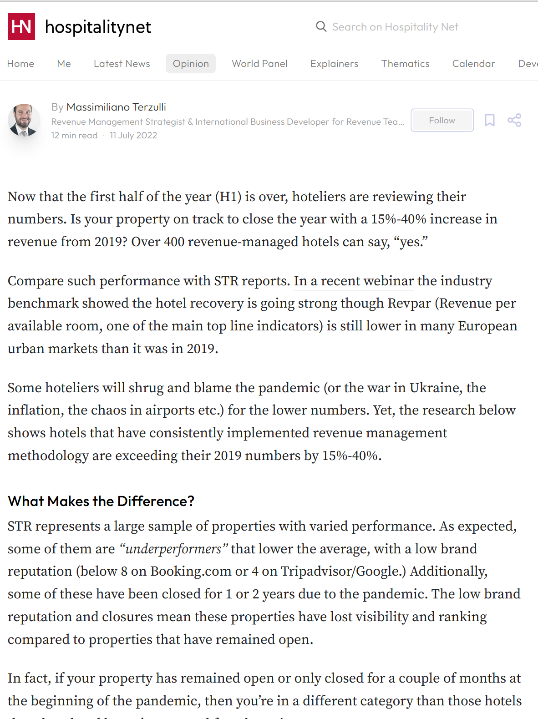 HN hospitalitynet
Search on Hospitality Net
Home Me Latest News Opinion World Panel Explainers Thematics Calendar
By Massimiliano Terzulli
Revenue Management Strategist & International Business Developer for Revenue Tea...
Follow
12 min read · 11 July 2022
Now that the first half of the year (H1) is over, hoteliers are reviewing their
numbers. Is your property on track to close the year with a 15%-40% increase in
revenue from 2019? Over 400 revenue-managed hotels can say, “yes.”
Compare such performance with STR reports. In a recent webinar the industry
benchmark showed the hotel recovery is going strong though Revpar (Revenue per
available room, one of the main top line indicators) is still lower in many European
urban markets than it was in 2019.
Some hoteliers will shrug and blame the pandemic (or the war in Ukraine, the
inflation, the chaos in airports etc.) for the lower numbers. Yet, the research below
shows hotels that have consistently implemented revenue management
methodology are exceeding their 2019 numbers by 15%-40%.
What Makes the Difference?
STR represents a large sample of properties with varied performance. As expected,
some of them are “underperformers” that lower the average, with a low brand
reputation (below 8 on Booking.com or 4 on Tripadvisor/Google.) Additionally,
some of these have been closed for 1 or 2 years due to the pandemic. The low brand
reputation and closures mean these properties have lost visibility and ranking
compared to properties that have remained open.
In fact, if your property has remained open or only closed for a couple of months at
the beginning of the pandemic, then you’re in a different category than those hotels